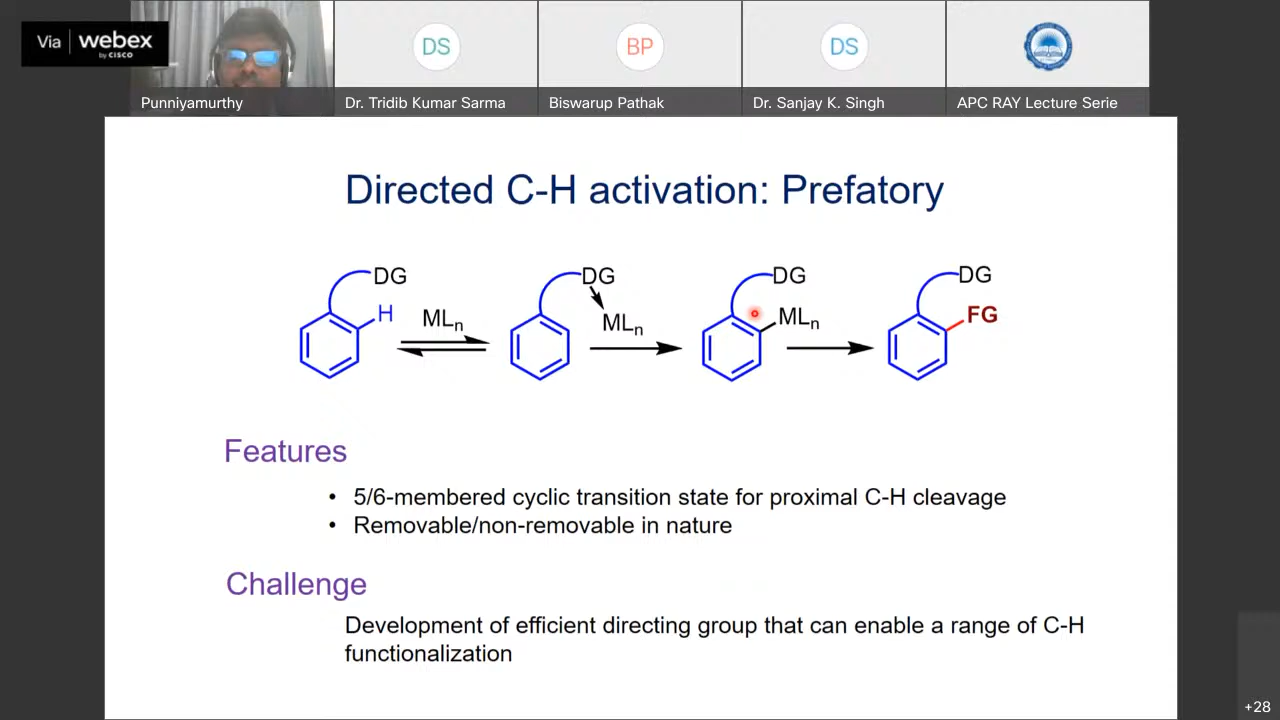 Via webex
by CISCO
DS
BP
DS
Punniyamurthy
Dr. Tridib Kumar Sarma
Biswarup Pathak
Dr. Sanjay K. Singh
APC RAY Lecture Serie
Directed C-H activation: Prefatory
DG
H
MLn
DG
MLn
DG
MLn
DG
FG
Features
• 5/6-membered cyclic transition state for proximal C-H cleavage
• Removable/non-removable in nature
Challenge
Development of efficient directing group that can enable a range of C-H
functionalization
+28